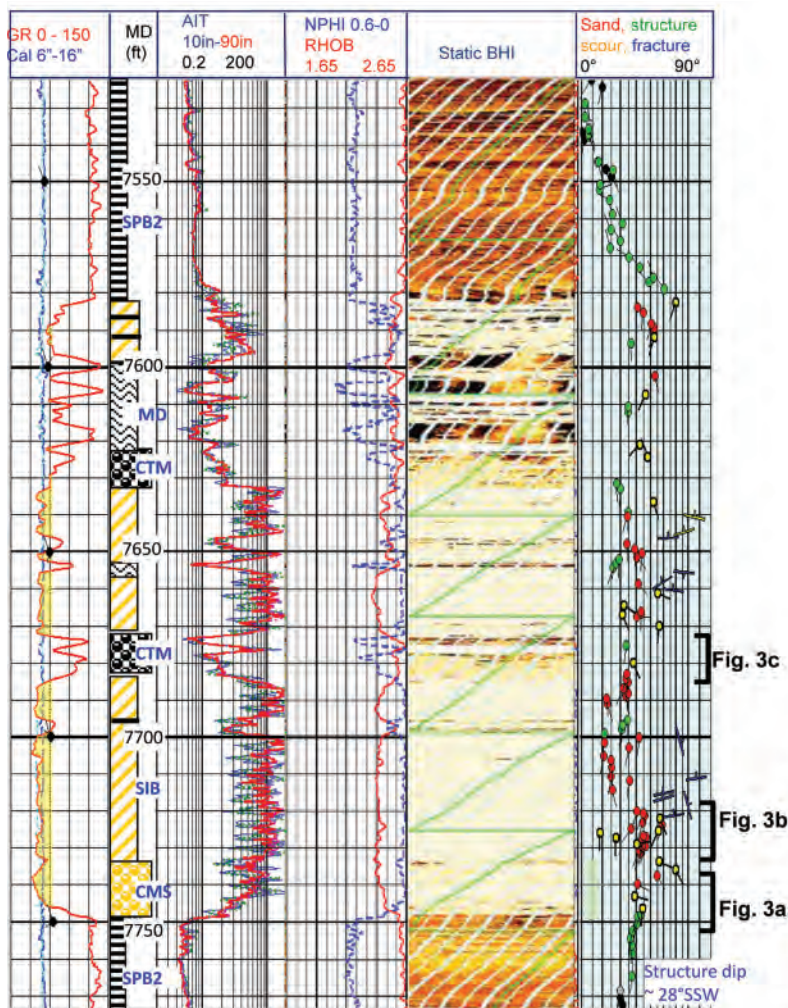 GR 0 - 150
Cal 6"-16"
MD
(ft)
AIT
10in-90in
0.2 200
NPHI 0.6-0
RHOB
1.65 2.65
Static BHI
Sand, structure
scour, fracture
0° 90°
7550
SPB2
7600
MD
CTM
7650
CTM
Fig. 3c
7700
SIB
Fig. 3b
CMS
Fig. 3a
7750
SPB2
Structure dip
~ 28°SSW